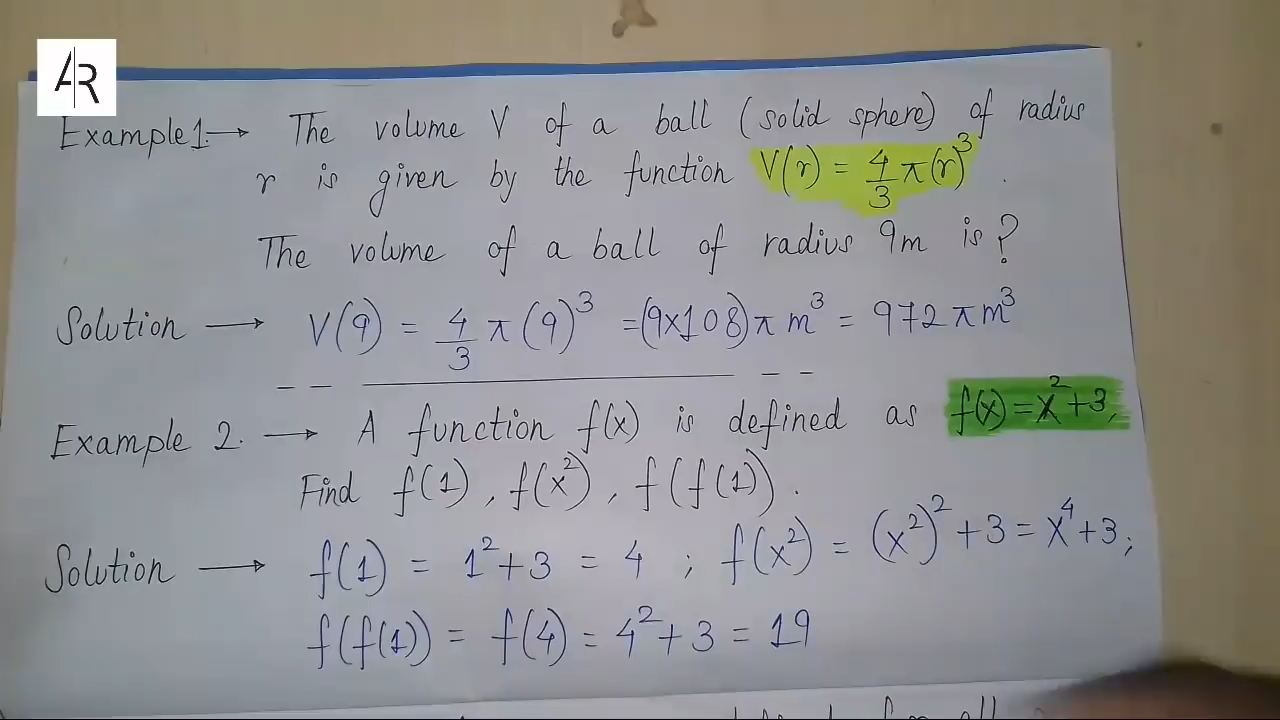 AR
Example 1. → The volume V of a ball (solid sphere) of radius
r is given by the function V(r) = 4/3 π(r)³.
The volume of a ball of radius 9m is?
Solution → V(9) = 4/3 π(9)³ = (9×108)π m³ = 972 π m³
Example 2. → A function f(x) is defined as f(x) = x²+3,
Find f(1), f(x²), f(f(1)).
Solution → f(1) = 1²+3 = 4 ; f(x²) = (x²)²+3 = x⁴+3;
f(f(1)) = f(4) = 4²+3 = 19